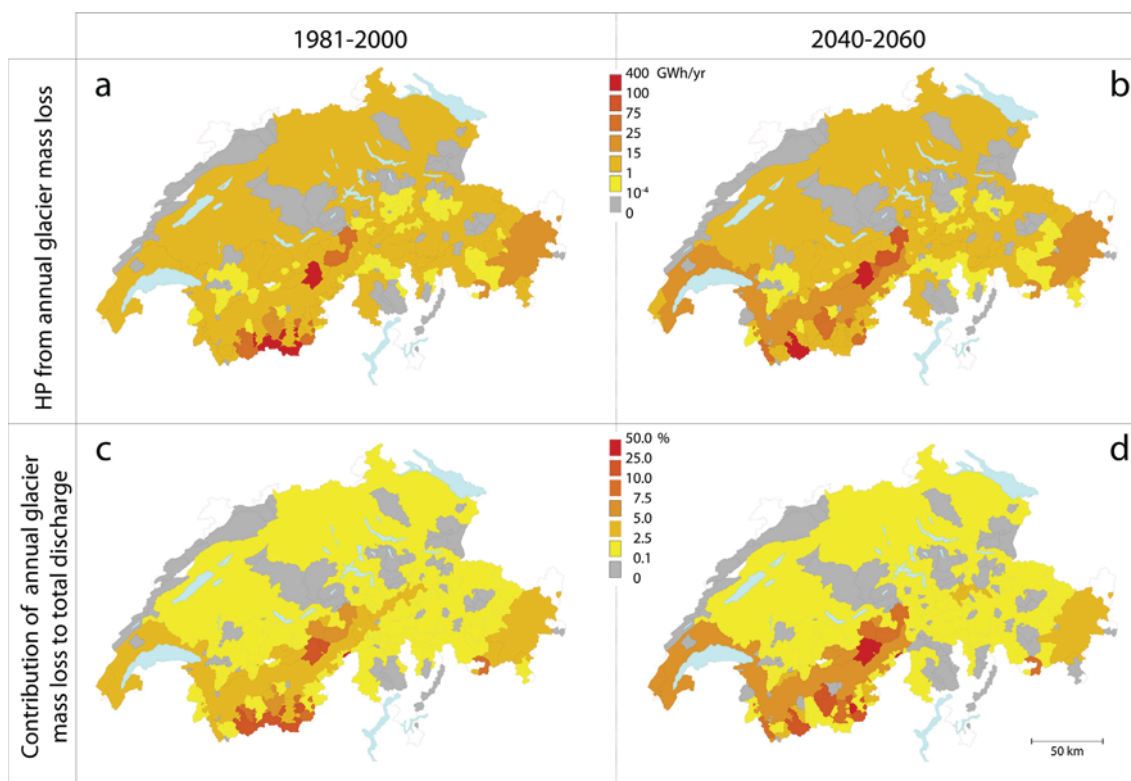 1981-2000
2040-2060
HP from annual glacier mass loss
a
400 GWh/yr
100
75
25
15
1
10⁻⁴
0
b
Contribution of annual glacier
mass loss to total discharge
c
50.0 %
25.0
10.0
7.5
5.0
2.5
0.1
0
d
50 km